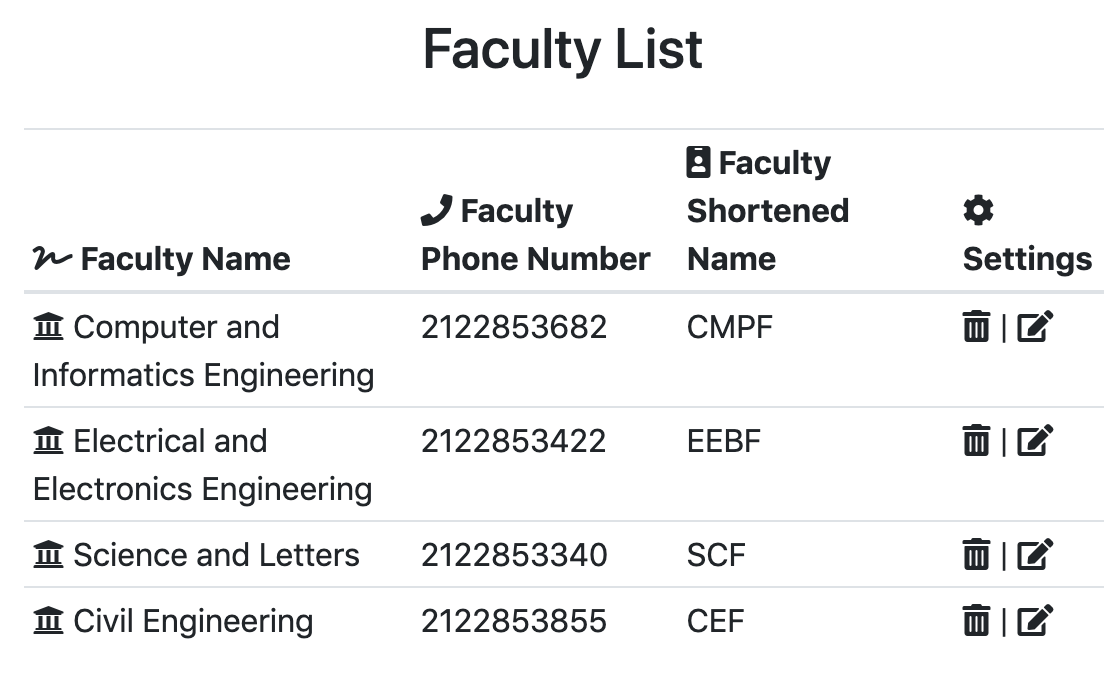 Faculty List
Faculty
Faculty
Shortened
Faculty Name
Phone Number
Name
Settings
Computer and
2122853682
CMPF
|
Informatics Engineering
Electrical and
2122853422
EEBF
|
Electronics Engineering
Science and Letters
2122853340
SCF
|
Civil Engineering
2122853855
CEF
|